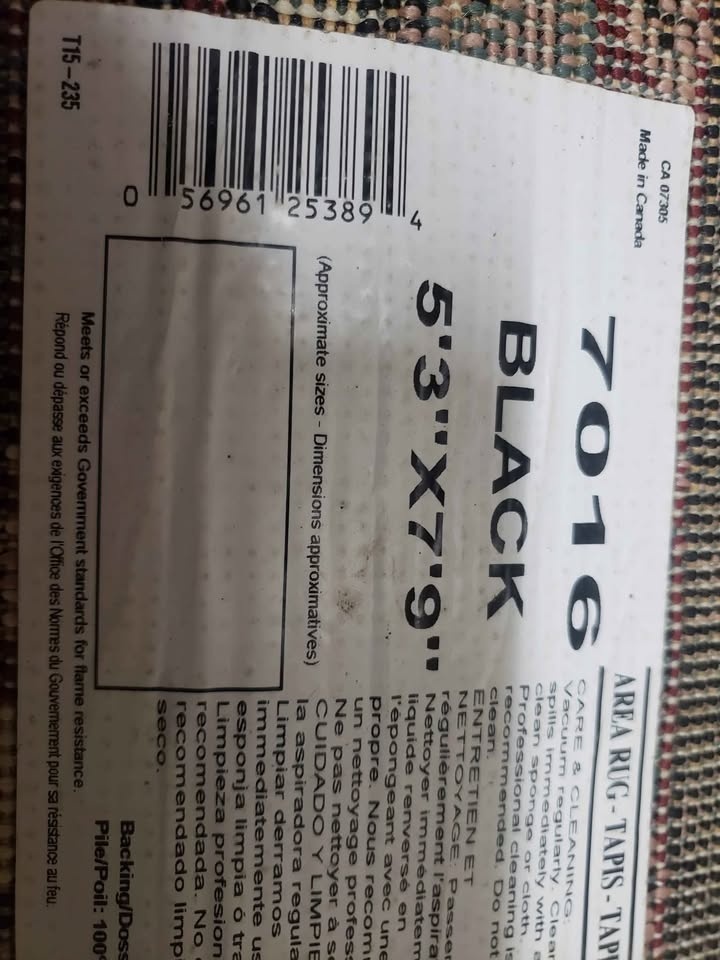 CA 07305
Made in Canada
AREA RUG - TAPIS -
7016
BLACK
5'3"X7'9"
(Approximate sizes - Dimensions approximatives)
0 56961 25389 4
T15-235
Meets or exceeds Government standards for flame resistance.
Répond ou dépasse aux exigences de l'Office des Normes du Gouvernement pour sa résistance au feu.
CARE & CLEANING:
Vacuum regularly. Clean
spills immediately with a
clean sponge or cloth.
Professional cleaning is
recommended. Do not
clean.
ENTRETIEN ET
NETTOYAGE: Passer
régulièrement l'aspira
Nettoyer immédiatem
liquide renversé en
l'épongeant avec une
propre. Nous recom
un nettoyage profess
Ne pas nettoyer à s
CUIDADO Y LIMPIE
la aspiradora regula
Limpiar derramos
immediatemente us
esponja limpia ó tra
Limpieza profesion
recomendada. No
recomendado limp
seco.
Backing/Doss
Pile/Poil: 100